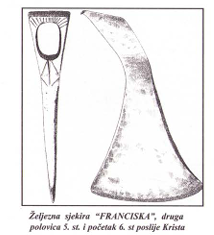 Željezna sjekira “FRANCISKA”, druga
polovica 5. st. i početak 6. st poslije Krista